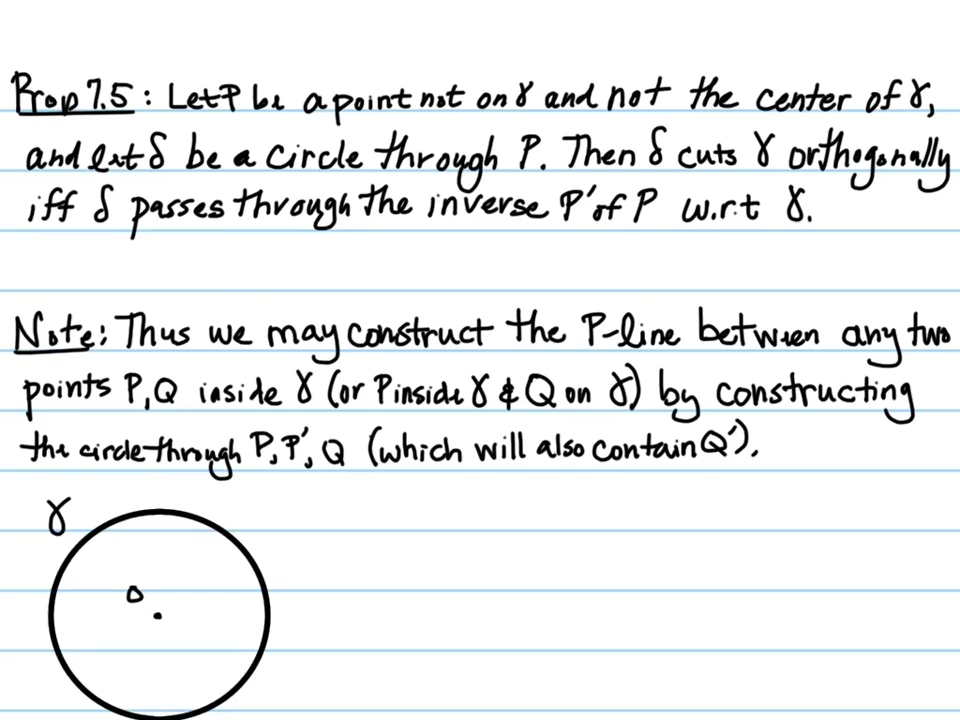 Prop 7.5: Let P be a point not on γ and not the center of γ,
and let δ be a circle through P. Then δ cuts γ orthogonally
iff δ passes through the inverse P' of P w.r.t γ.
Note: Thus we may construct the P-line between any two
points P, Q inside γ (or P inside γ & Q on γ) by constructing
the circle through P, P', Q (which will also contain Q').
γ
O